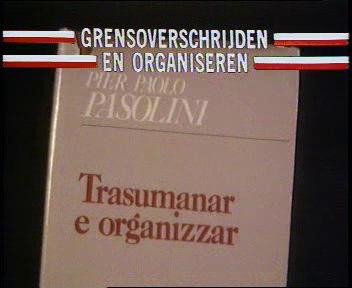 GRENSOVERSCHRIJDEN
EN ORGANISEREN
PIER PAOLO
PASOLINI
Trasumanar
e organizzar